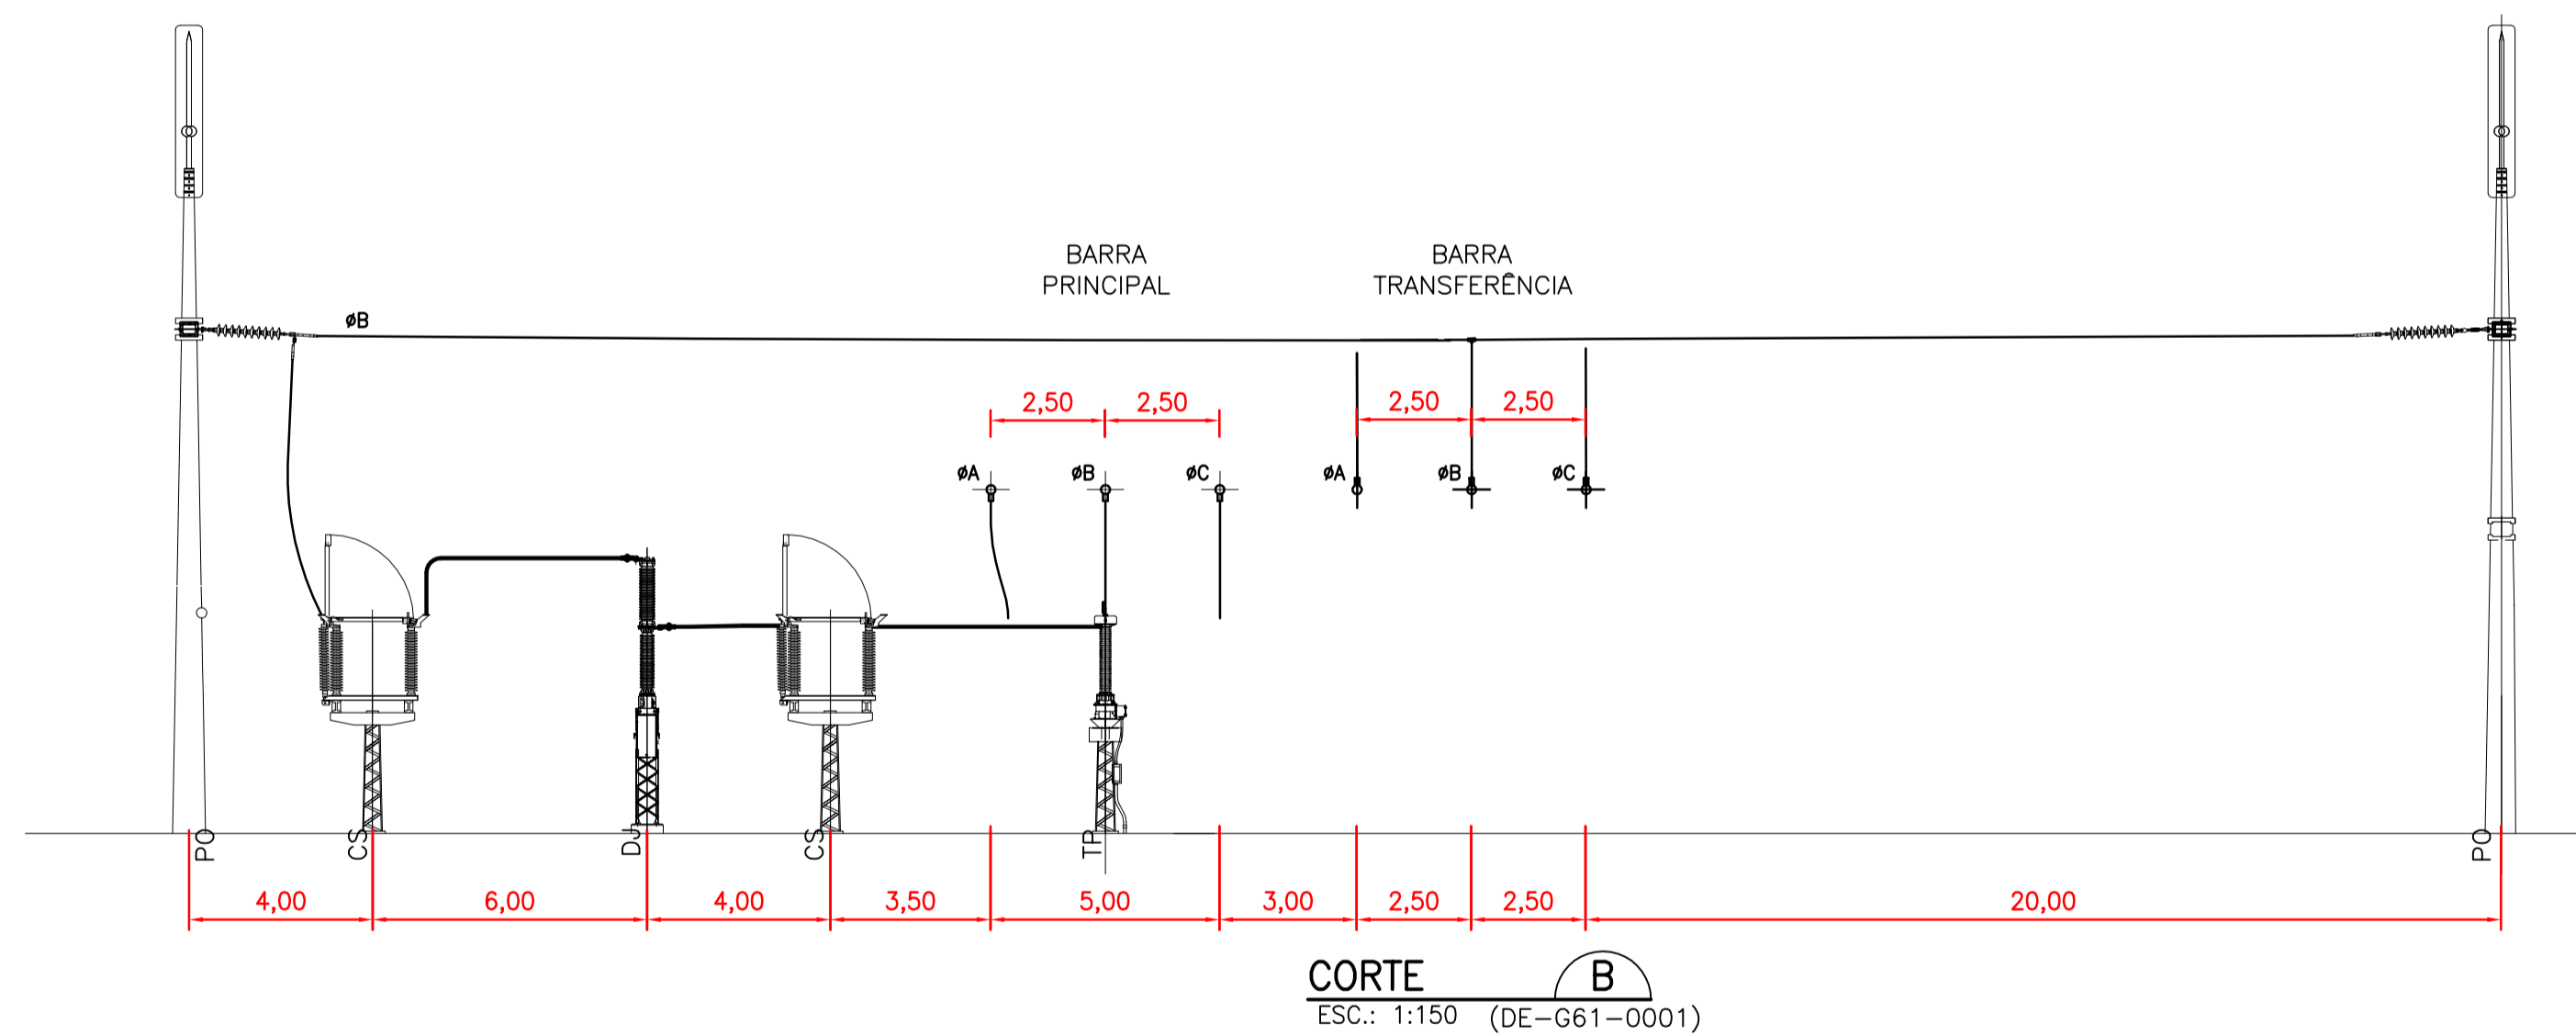 BARRA
PRINCIPAL
BARRA
TRANSFERÊNCIA
øB
2,50
2,50
2,50
2,50
øA
øB
øC
øA
øB
øC
PO
CS
DJ
CS
TP
PO
4,00
6,00
4,00
3,50
5,00
3,00
2,50
2,50
20,00
CORTE
B
ESC.: 1:150 (DE-G61-0001)